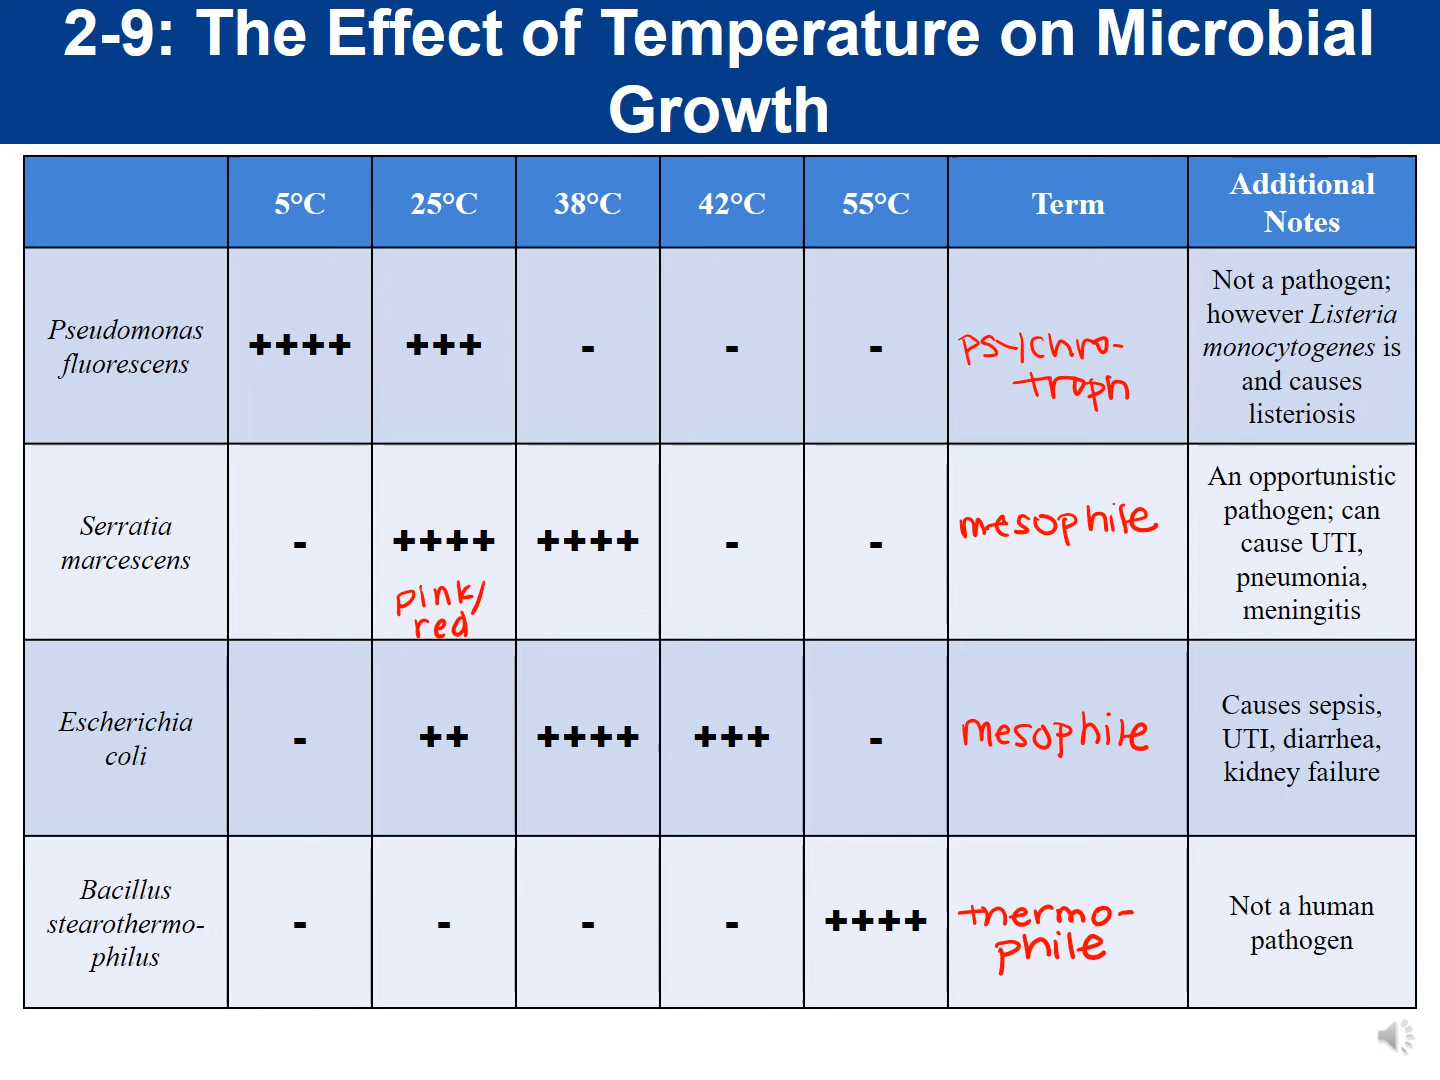 2-9: The Effect of Temperature on Microbial
Growth
5°C 25°C 38°C 42°C 55°C Term Additional
Notes
Pseudomonas
fluorescens
++++ +++ - - -
psychro-
troph
Not a pathogen;
however Listeria
monocytogenes is
and causes
listeriosis
Serratia
marcescens
- ++++ ++++ - -
pink/
red
mesophile
An opportunistic
pathogen; can
cause UTI,
pneumonia,
meningitis
Escherichia
coli
- ++ ++++ +++ -
mesophile
Causes sepsis,
UTI, diarrhea,
kidney failure
Bacillus
stearothermo-
philus
- - - - ++++
thermo-
phile
Not a human
pathogen